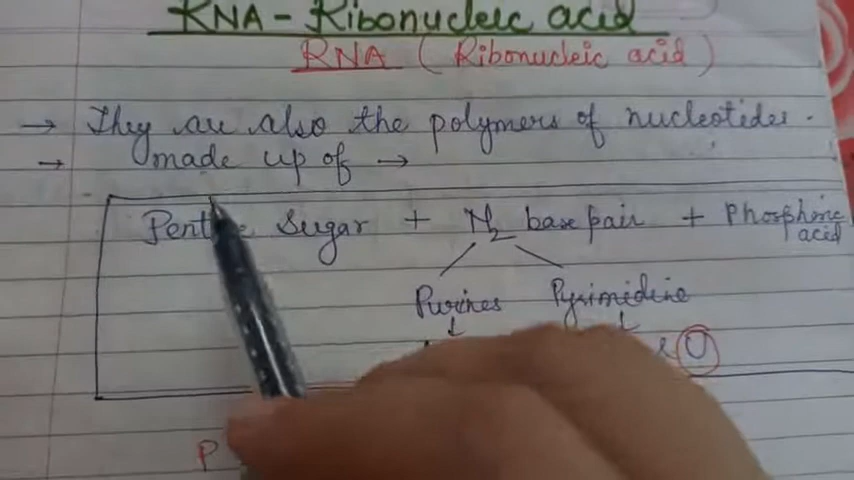 RNA - Ribonucleic acid
RNA ( Ribonucleic acid )
→ They are also the polymers of nucleotides.
→ made up of →
Sugar + N₂ base pair + Phosphoric acid
Purines Pyrimidine
↓ ↓
U
P